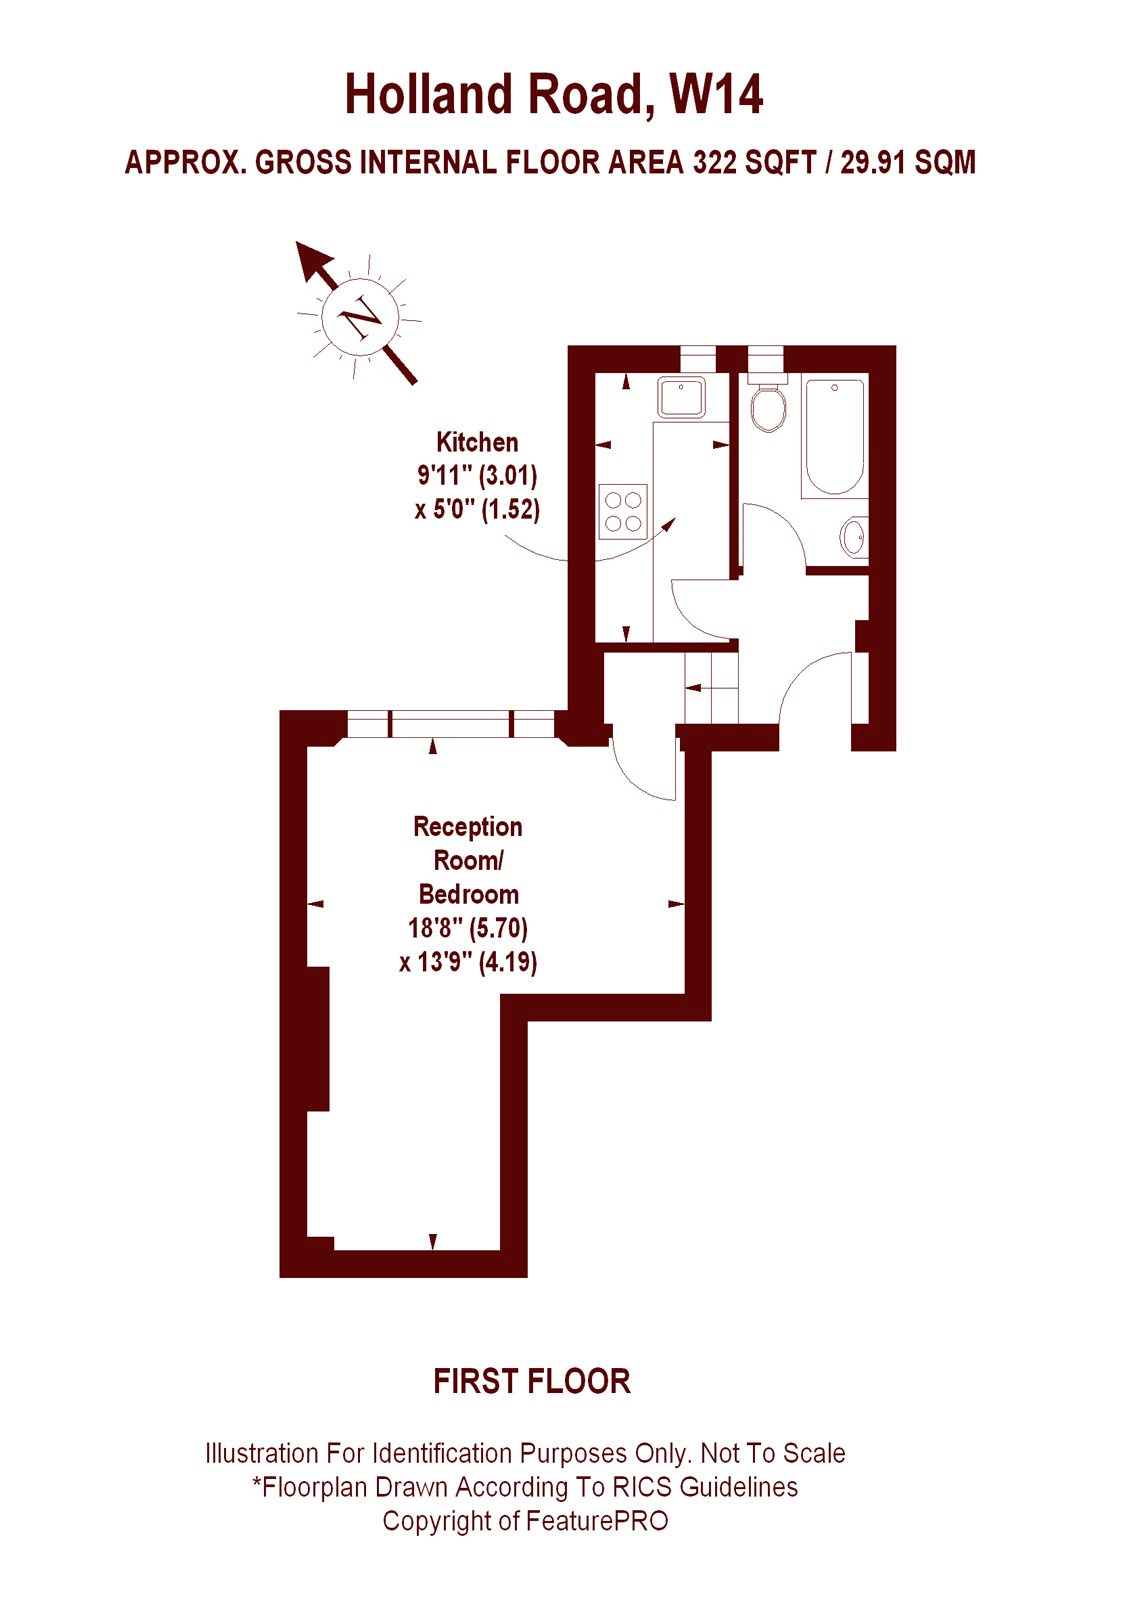 Holland Road, W14
APPROX. GROSS INTERNAL FLOOR AREA 322 SQFT / 29.91 SQM
N
Kitchen
9'11" (3.01)
x 5'0" (1.52)
Reception
Room/
Bedroom
18'8" (5.70)
x 13'9" (4.19)
FIRST FLOOR
Illustration For Identification Purposes Only. Not To Scale
*Floorplan Drawn According To RICS Guidelines
Copyright of FeaturePRO